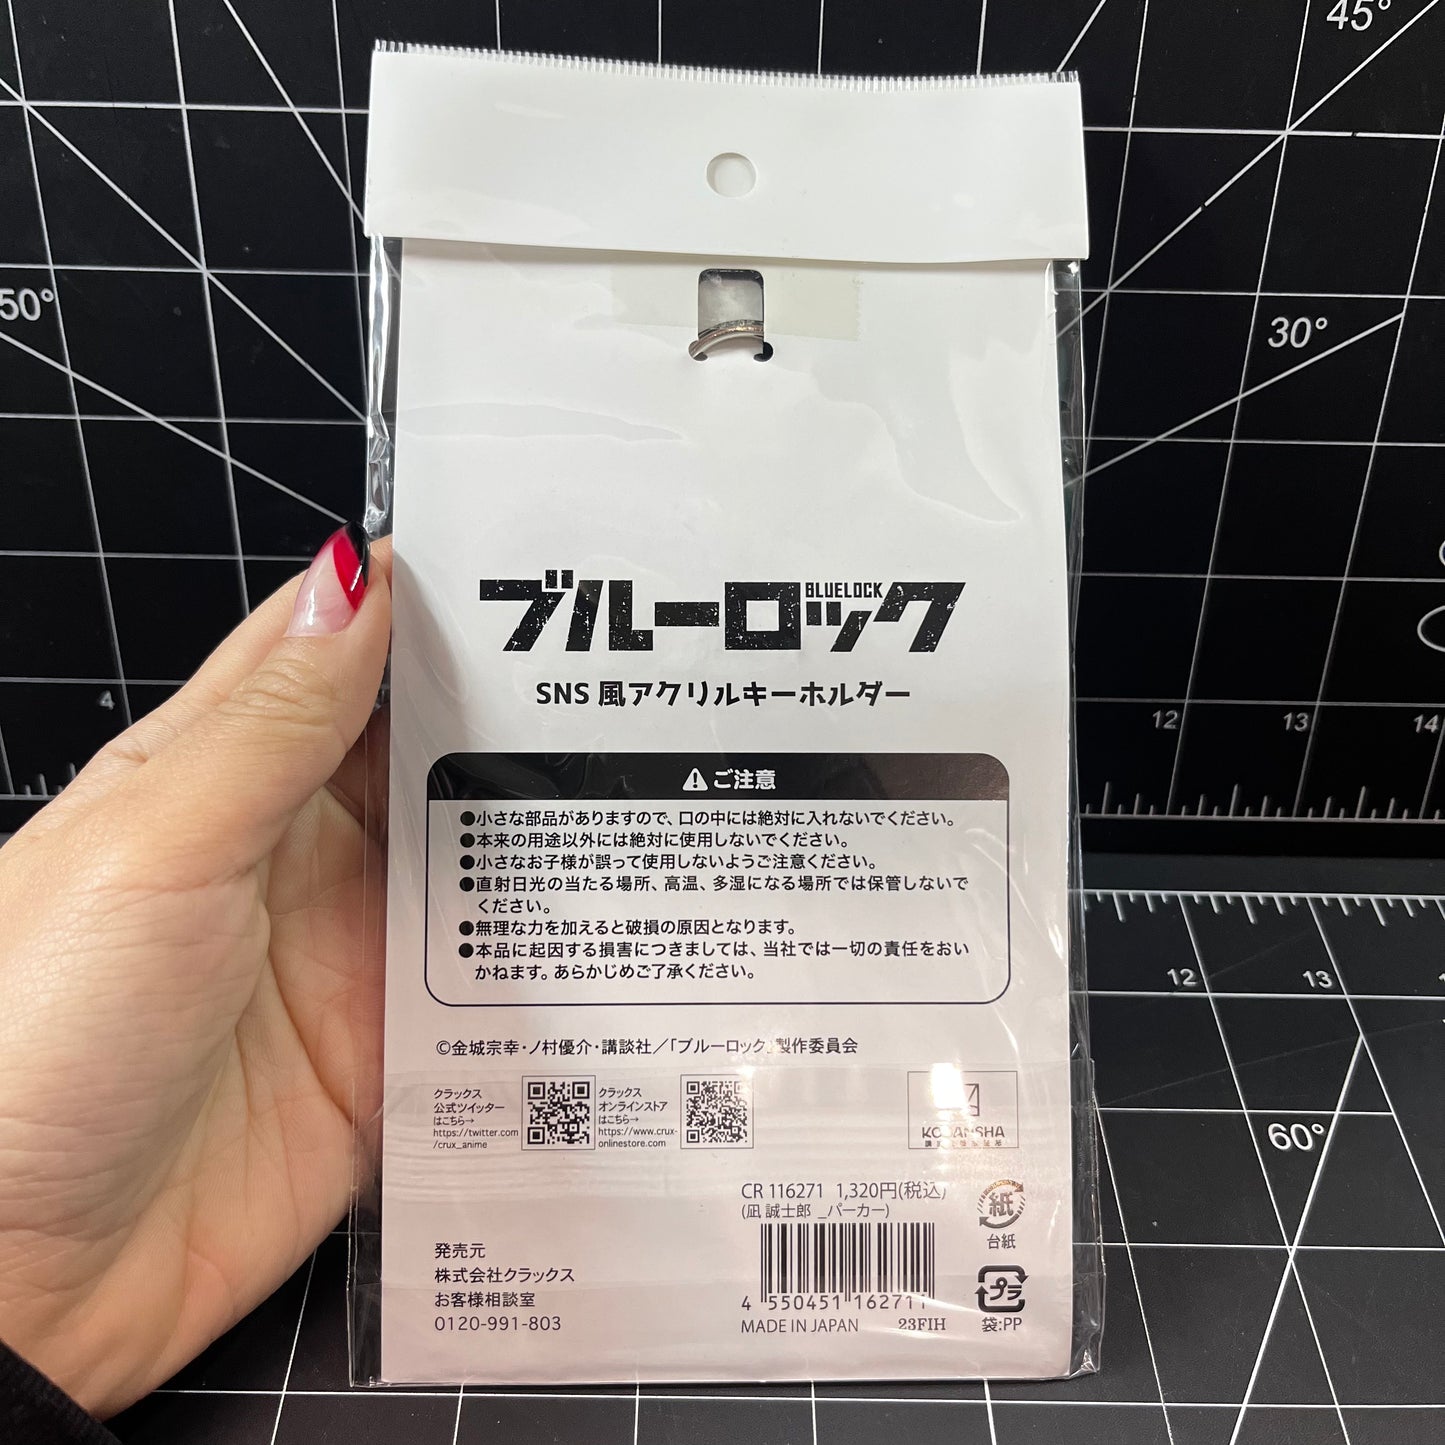 45°
50°
30°
BLUELOCK
ブルーロック
SNS 風アクリルキーホルダー
4
12
13
14
ご注意
●小さな部品がありますので、口の中には絶対に入れないでください。
●本来の用途以外には絶対に使用しないでください。
●小さなお子様が誤って使用しないようご注意ください。
●直射日光の当たる場所、高温、多湿になる場所では保管しないで
ください。
●無理な力を加えると破損の原因となります。
●本品に起因する損害につきましては、当社では一切の責任をおい
かねます。あらかじめご了承ください。
12
13
©金城宗幸・ノ村優介・講談社／「ブルーロック」製作委員会
クラックス
公式ツイッター
はこちら→
https://twitter.com
/crux_anime
クラックス
オンラインストア
はこちら→
https://www.crux-
onlinestore.com
KODANSHA
60°
CR 116271 1,320円(税込)
(凪 誠士郎 _パーカー)
紙
台紙
発売元
株式会社クラックス
お客様相談室
0120-991-803
4 550451 162711
MADE IN JAPAN 23FIH
プラ
袋:PP